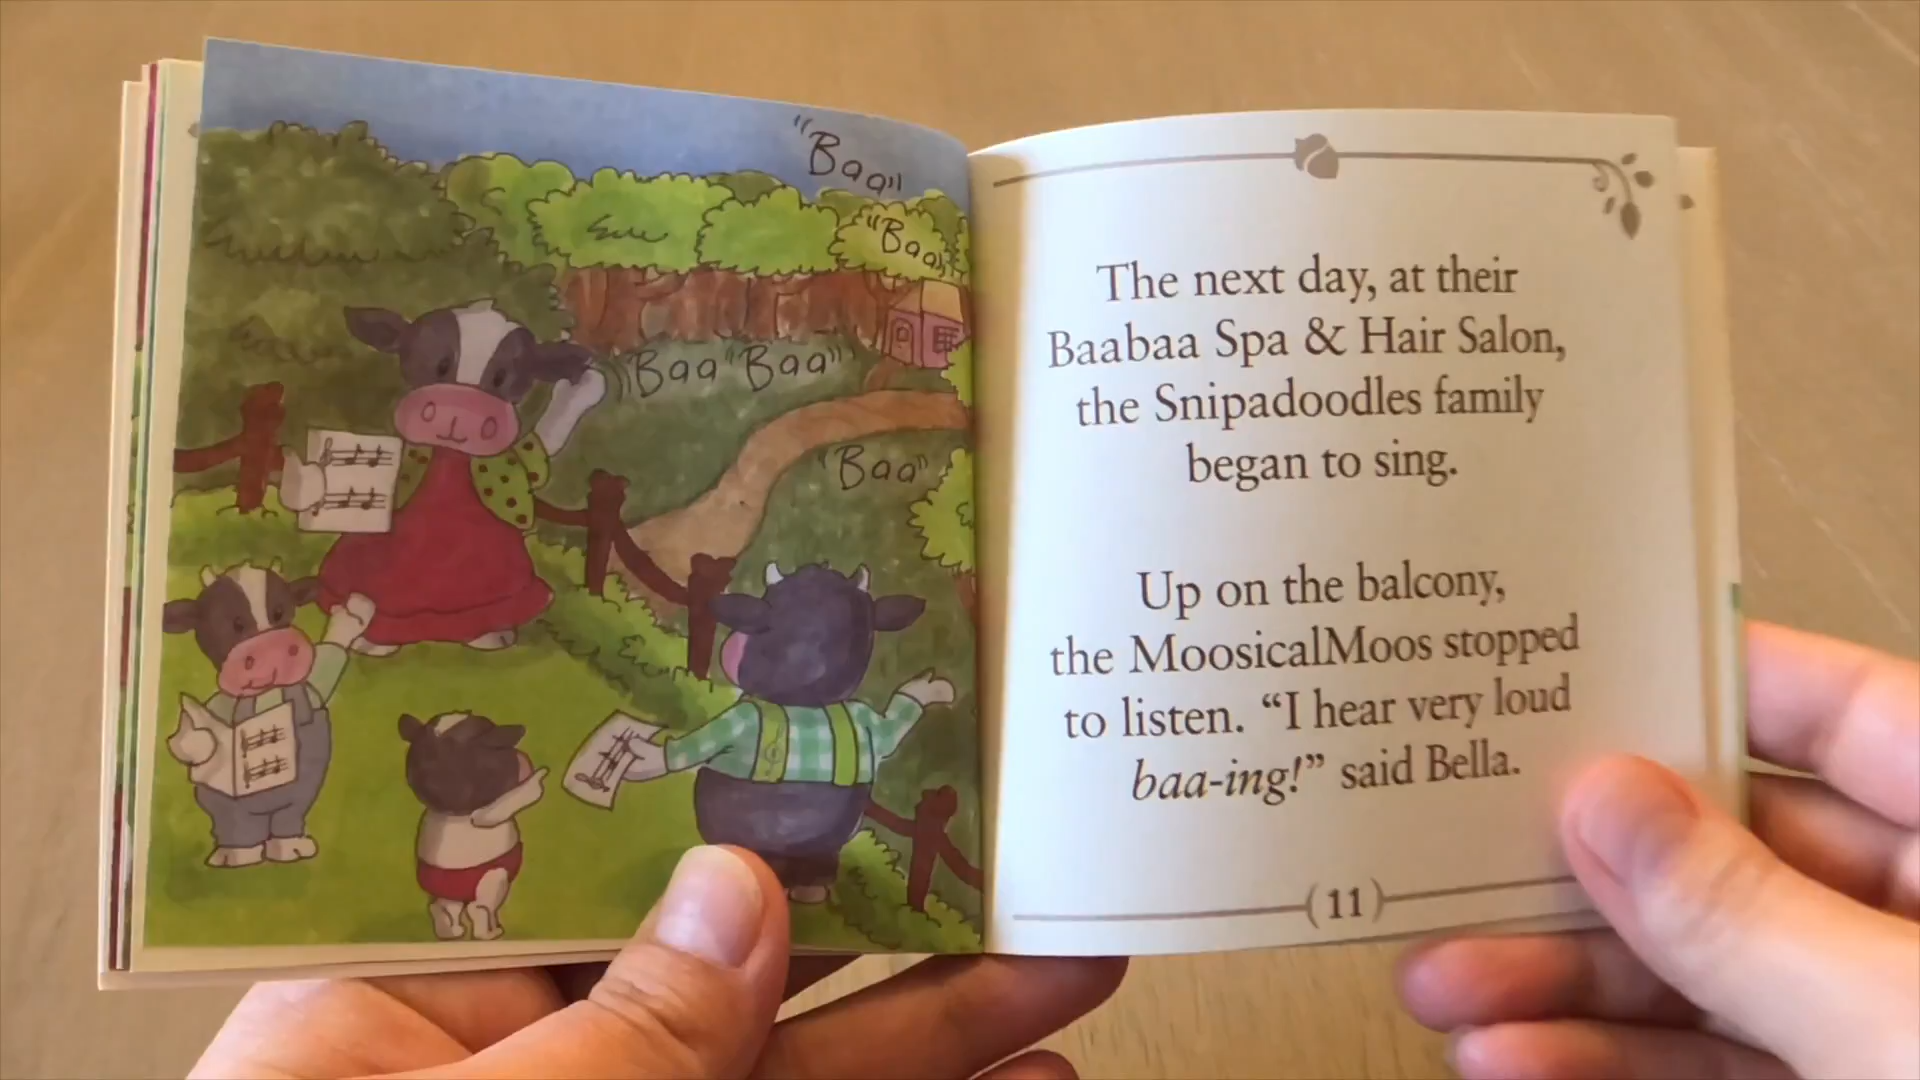 "Baa"
"Baa"
"Baa "Baa"
"Baa"
The next day, at their
Baabaa Spa & Hair Salon,
the Snipadoodles family
began to sing.
Up on the balcony,
the MoosicalMoos stopped
to listen. “I hear very loud
baa-ing!” said Bella.
(11)